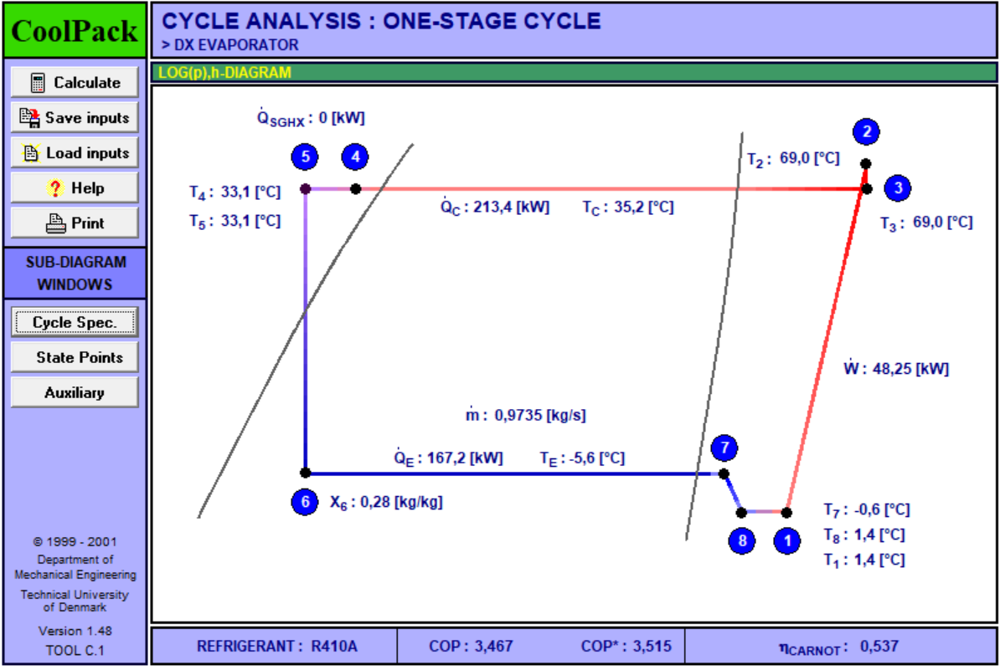 CoolPack
CYCLE ANALYSIS : ONE-STAGE CYCLE
> DX EVAPORATOR
Calculate
Save inputs
Load inputs
Help
Print
SUB-DIAGRAM
WINDOWS
Cycle Spec.
State Points
Auxiliary
© 1999 - 2001
Department of
Mechanical Engineering
Technical University
of Denmark
Version 1.48
TOOL C.1
LOG(p),h-DIAGRAM
Q̇SGHX : 0 [kW]
5
4
2
T2 : 69,0 [°C]
3
T4 : 33,1 [°C]
T5 : 33,1 [°C]
Q̇C : 213,4 [kW]
TC : 35,2 [°C]
T3 : 69,0 [°C]
Ẇ : 48,25 [kW]
ṁ : 0,9735 [kg/s]
Q̇E : 167,2 [kW]
TE : -5,6 [°C]
7
6
X6 : 0,28 [kg/kg]
8
1
T7 : -0,6 [°C]
T8 : 1,4 [°C]
T1 : 1,4 [°C]
REFRIGERANT : R410A
COP : 3,467
COP* : 3,515
ηCARNOT : 0,537